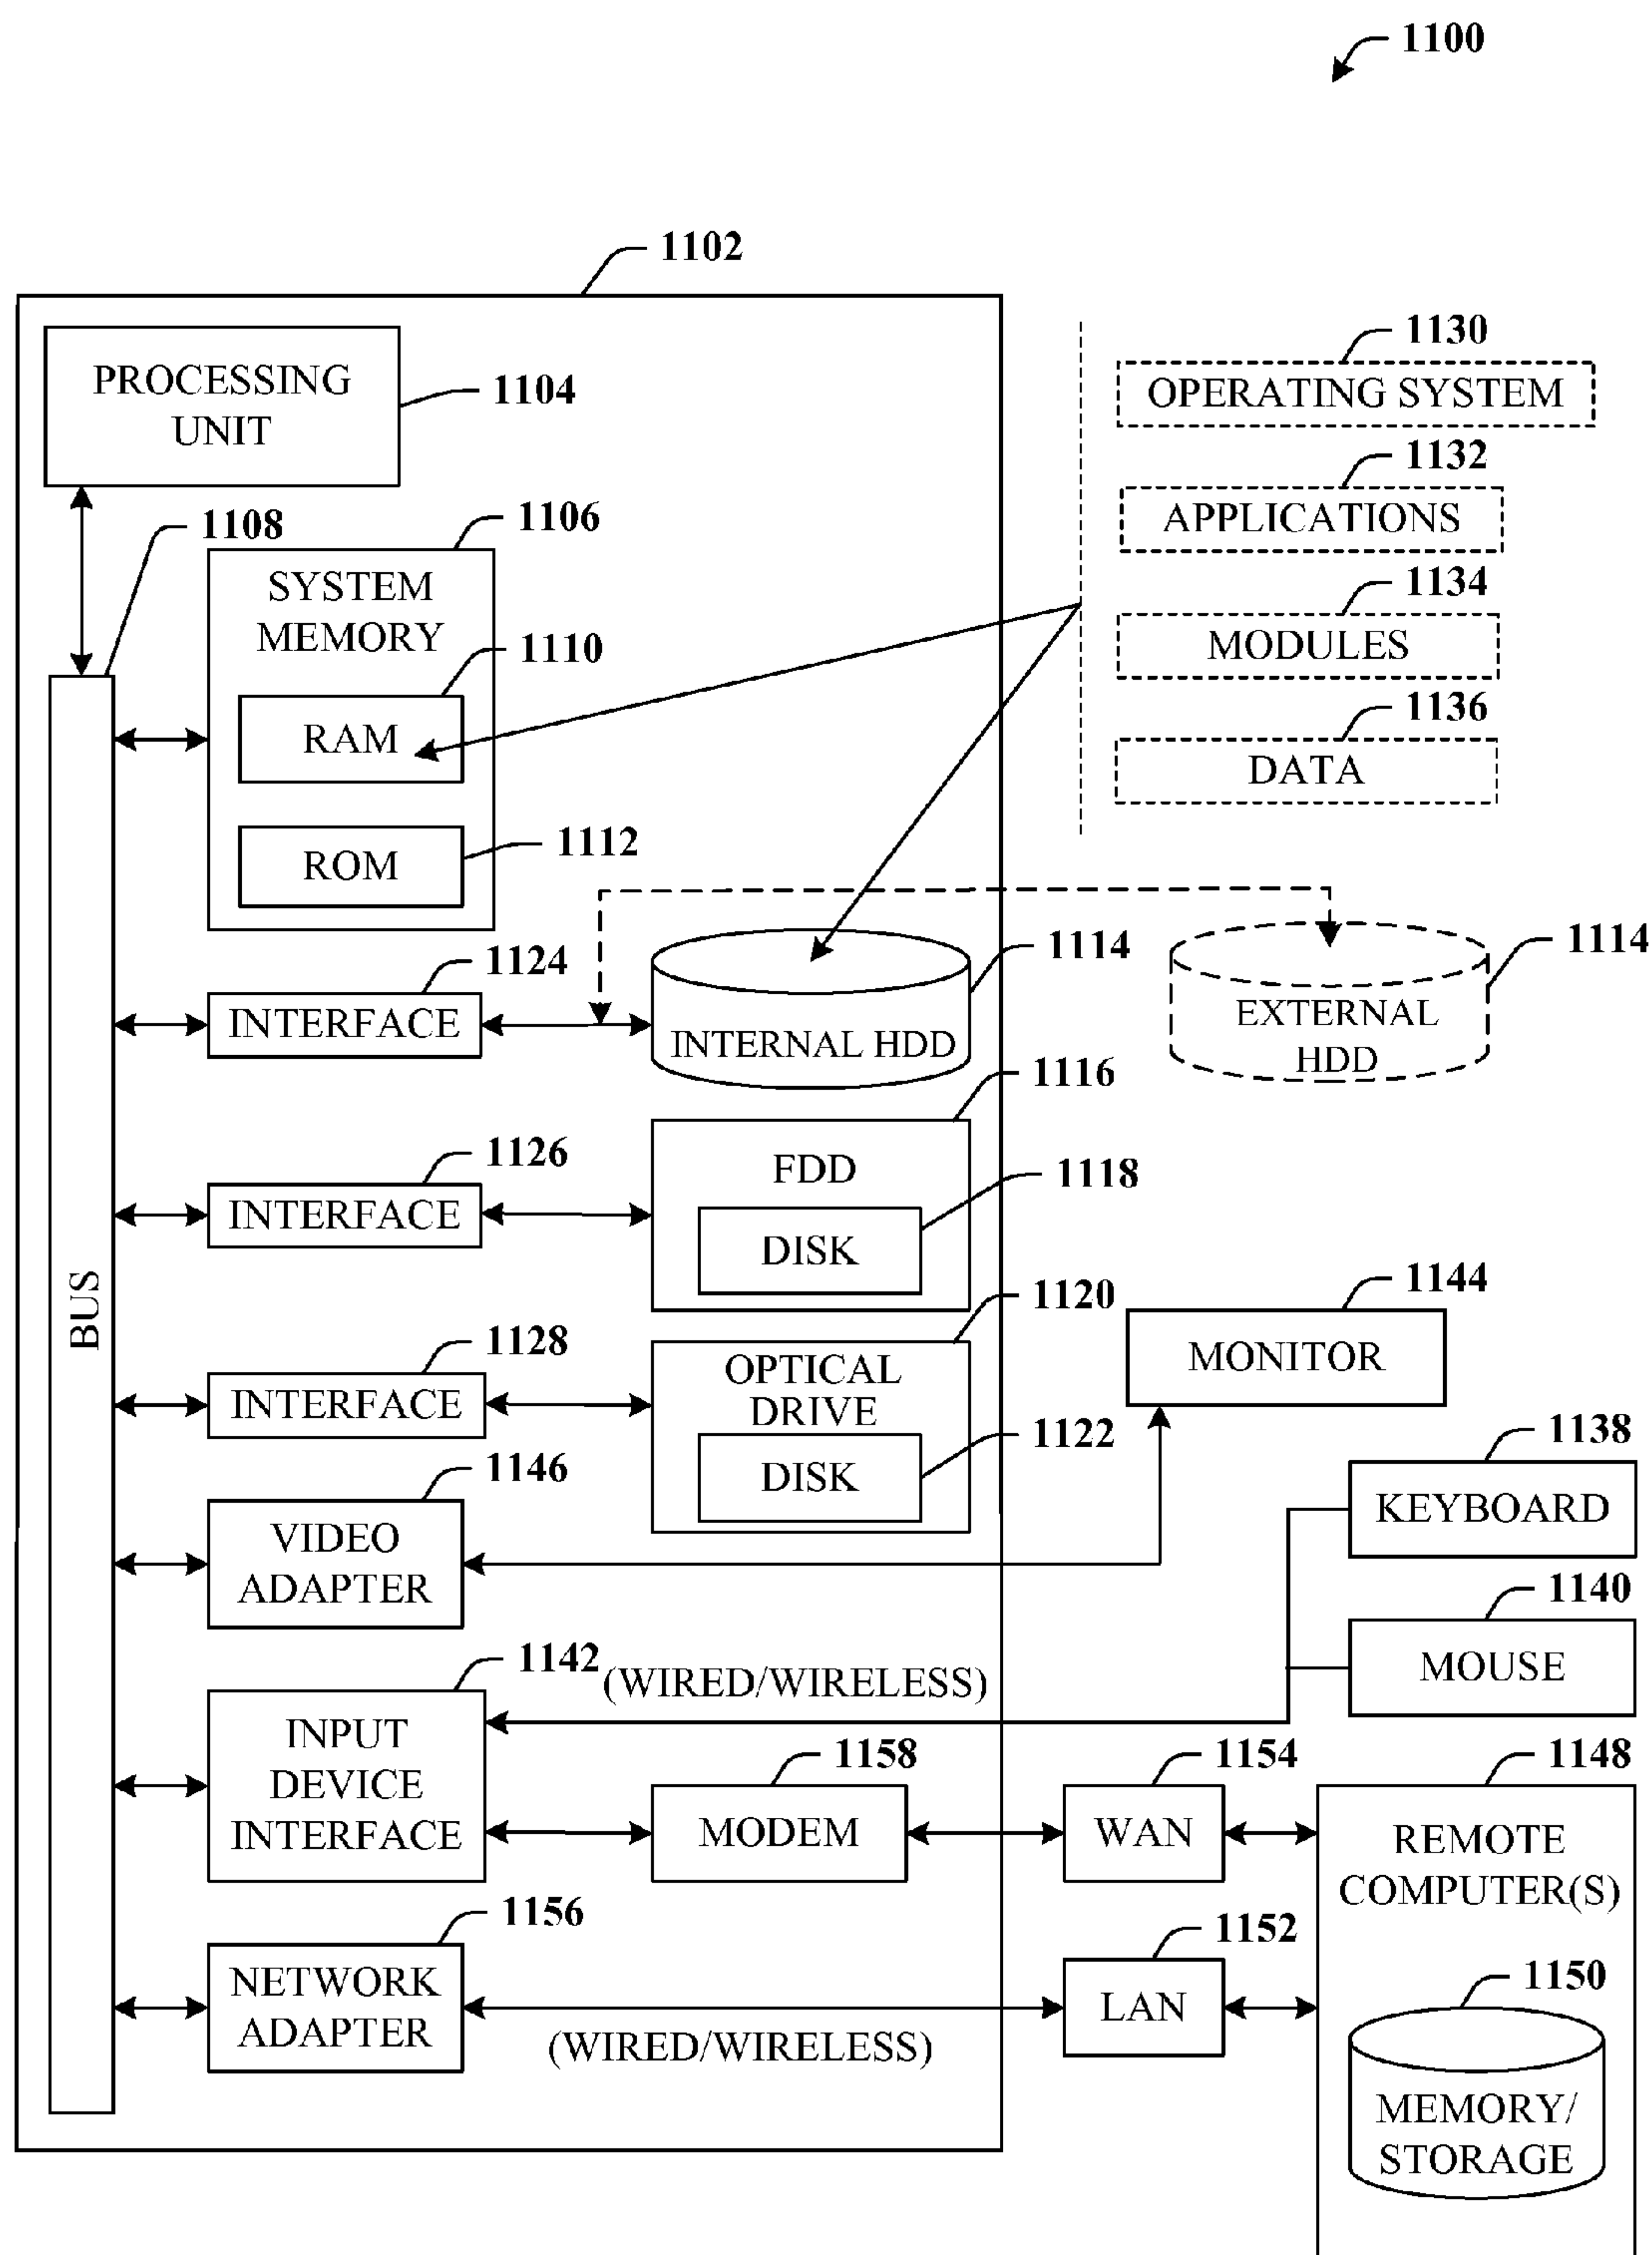 1100
1102
PROCESSING
UNIT
1104
1130
OPERATING SYSTEM
1132
APPLICATIONS
1134
MODULES
1136
DATA
1108
1106
SYSTEM
MEMORY
1110
RAM
1112
ROM
1124
INTERFACE
1114
INTERNAL HDD
1114
EXTERNAL
HDD
1116
FDD
1118
DISK
1126
INTERFACE
BUS
1120
OPTICAL
DRIVE
1122
DISK
1128
INTERFACE
1144
MONITOR
1146
VIDEO
ADAPTER
1138
KEYBOARD
1140
MOUSE
1142
(WIRED/WIRELESS)
INPUT
DEVICE
INTERFACE
1158
MODEM
1154
WAN
1148
REMOTE
COMPUTER(S)
1156
NETWORK
ADAPTER
(WIRED/WIRELESS)
1152
LAN
1150
MEMORY/
STORAGE